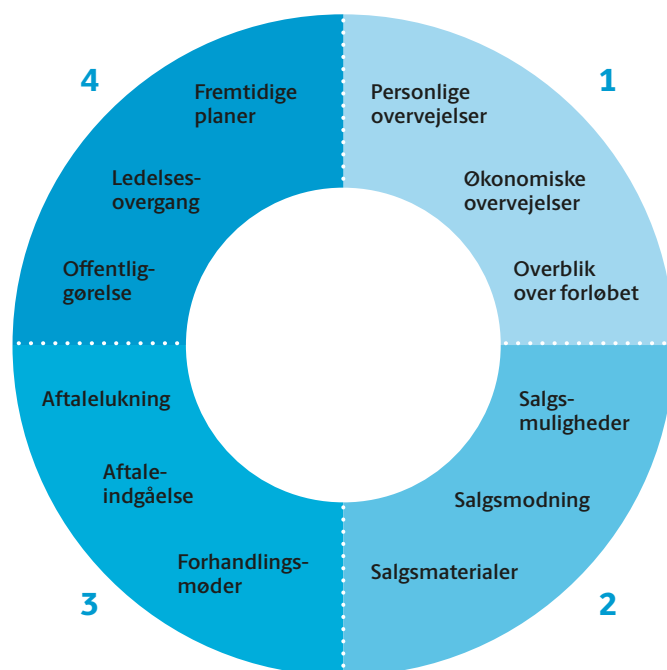 1
Personlige
overvejelser
Økonomiske
overvejelser
Overblik
over forløbet
2
Salgs-
muligheder
Salgsmodning
Salgsmaterialer
3
Forhandlings-
møder
Aftale-
indgåelse
Aftalelukning
4
Offentlig-
gørelse
Ledelses-
overgang
Fremtidige
planer